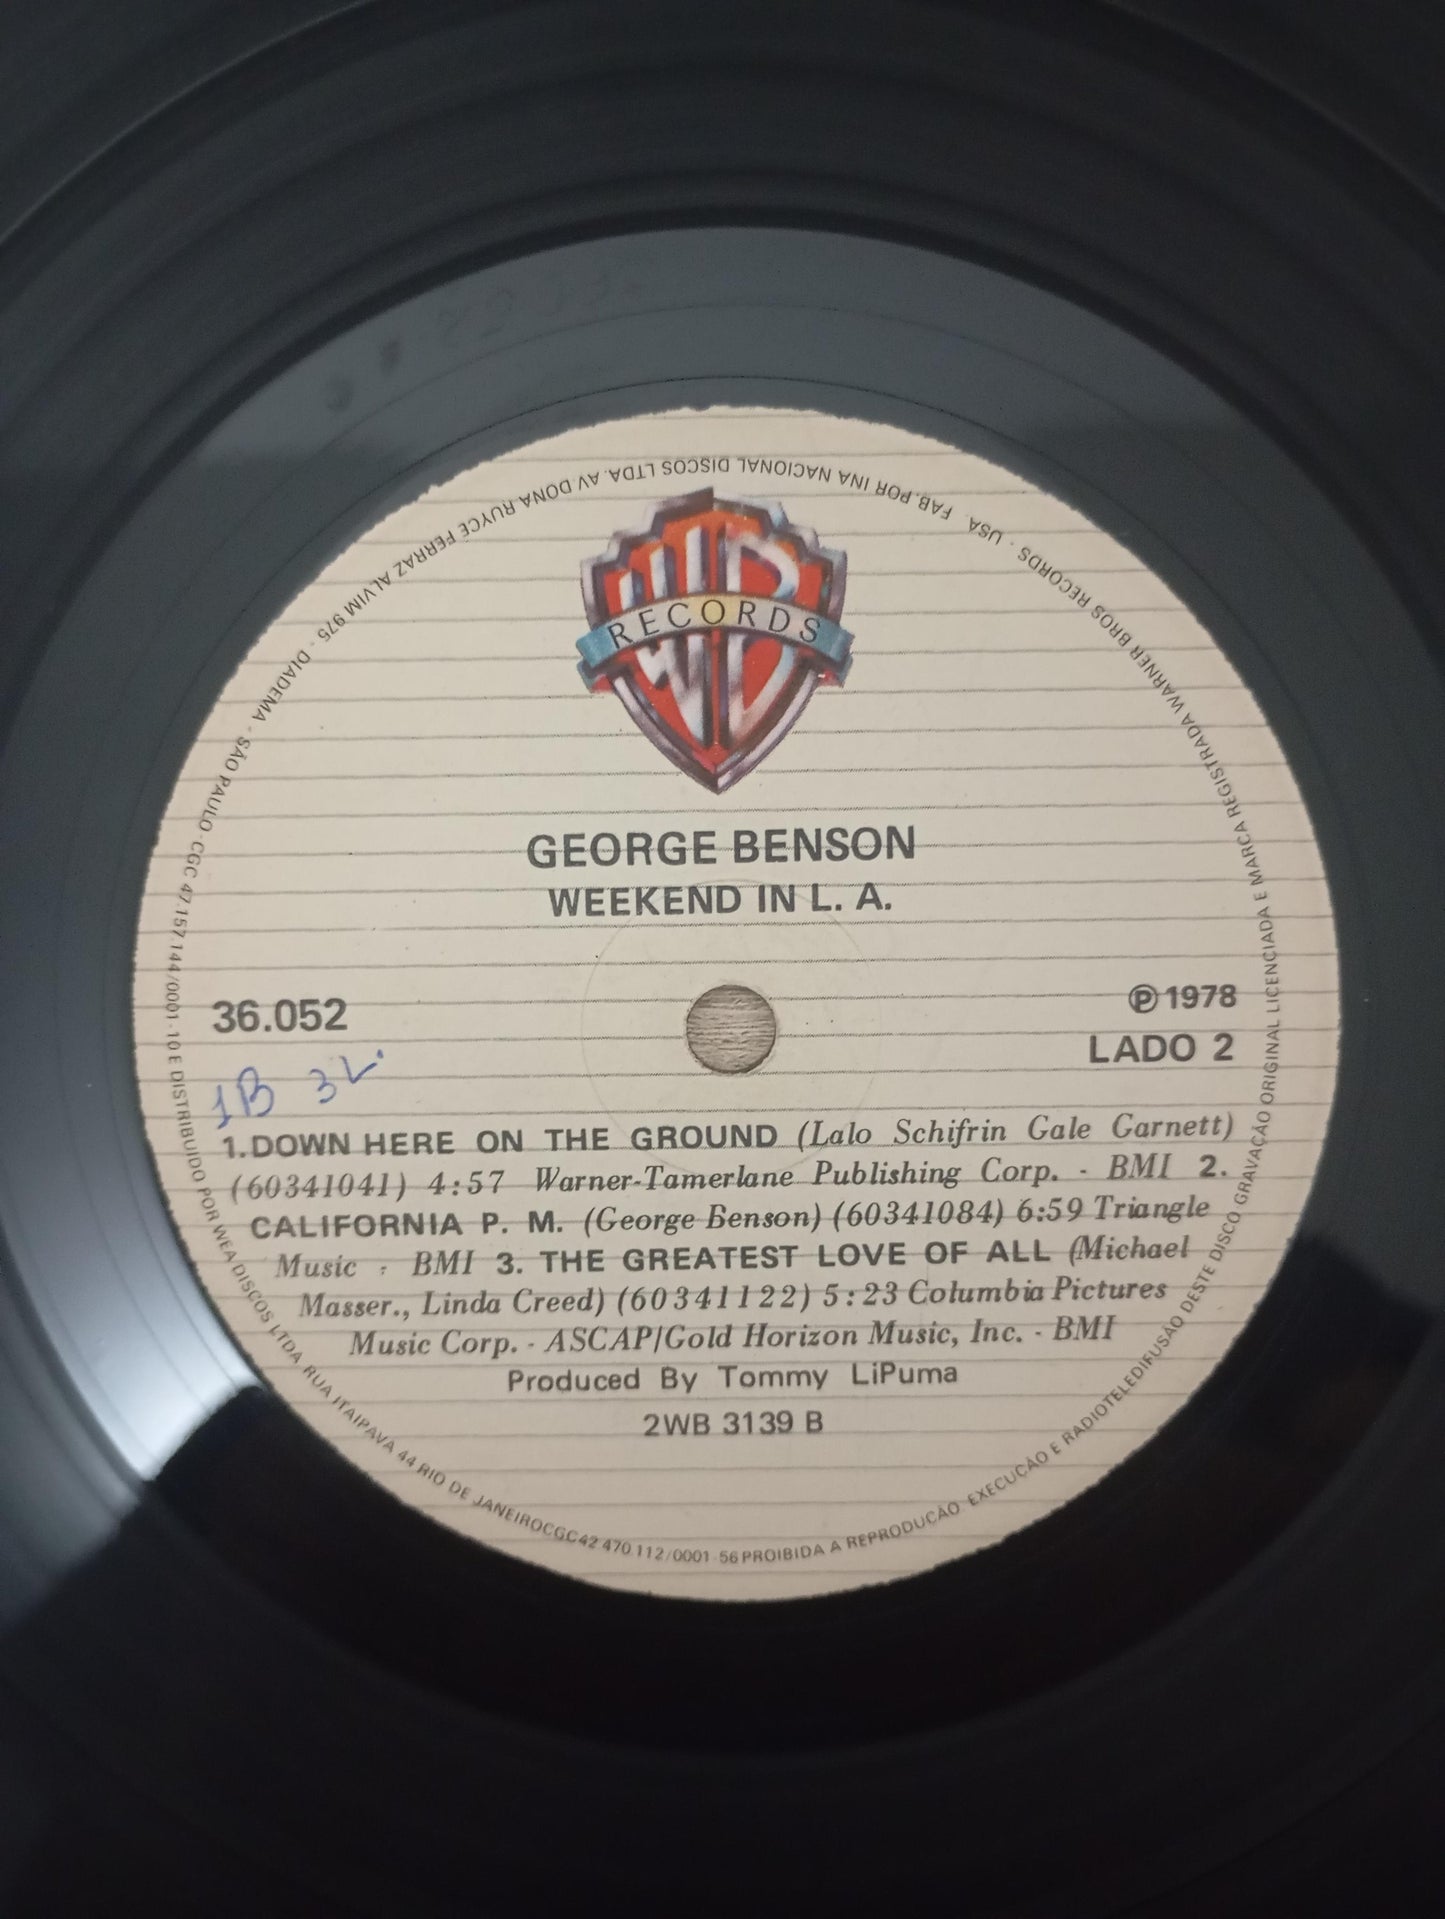 WB
RECORDS
GEORGE BENSON
WEEKEND IN L. A.
36.052
℗ 1978
LADO 2
1B 3L.
1.DOWN HERE ON THE GROUND (Lalo Schifrin Gale Garnett)
(60341041) 4:57 Warner-Tamerlane Publishing Corp. - BMI 2.
CALIFORNIA P. M. (George Benson) (60341084) 6:59 Triangle
Music - BMI 3. THE GREATEST LOVE OF ALL (Michael
Masser., Linda Creed) (60341122) 5:23 Columbia Pictures
Music Corp. - ASCAP/Gold Horizon Music, Inc. - BMI
Produced By Tommy LiPuma
2WB 3139 B
FAB. POR INA NACIONAL DISCOS LTDA. AV DONA RUYCE FERRAZ ALVIM 975 - DIADEMA - SÃO PAULO-CGC 47.157.144/0001-10 E DISTRIBUIDO POR WEA DISCOS LTDA. RUA ITAIPAVA 44 RIO DE JANEIROCGC42 470 112/0001-56 PROIBIDA A REPRODUÇÃO EXECUÇÃO E RADIOTELEDIFUSÃO DESTE DISCO GRAVAÇÃO ORIGINAL LICENCIADA E MARCA REGISTRADA WARNER BROS RECORDS - USA.